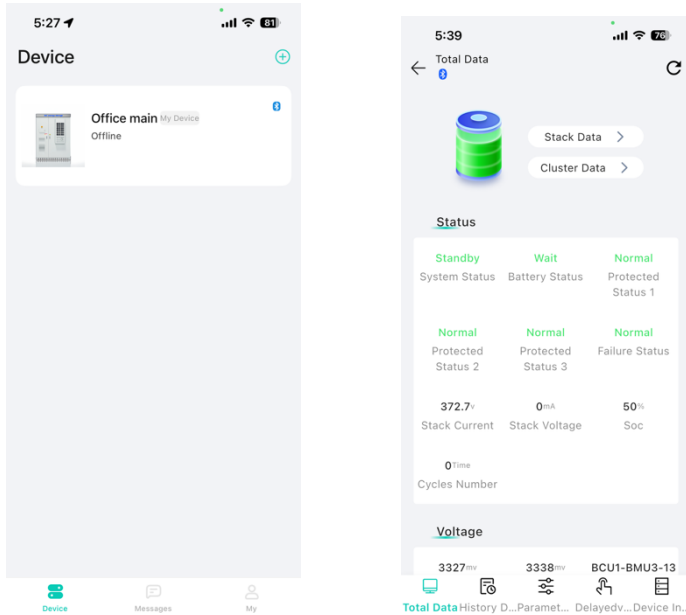 5:27
81
Device
Office main My Device
Offline
Device
Messages
My
5:39
76
Total Data
Stack Data
Cluster Data
Status
Standby
Wait
Normal
System Status
Battery Status
Protected
Status 1
Normal
Normal
Normal
Protected
Status 2
Protected
Status 3
Failure Status
372.7v
0mA
50%
Stack Current
Stack Voltage
Soc
0Time
Cycles Number
Voltage
3327mv
3338mv
BCU1-BMU3-13
Total Data
History D...
Paramet...
Delayedv...
Device In...